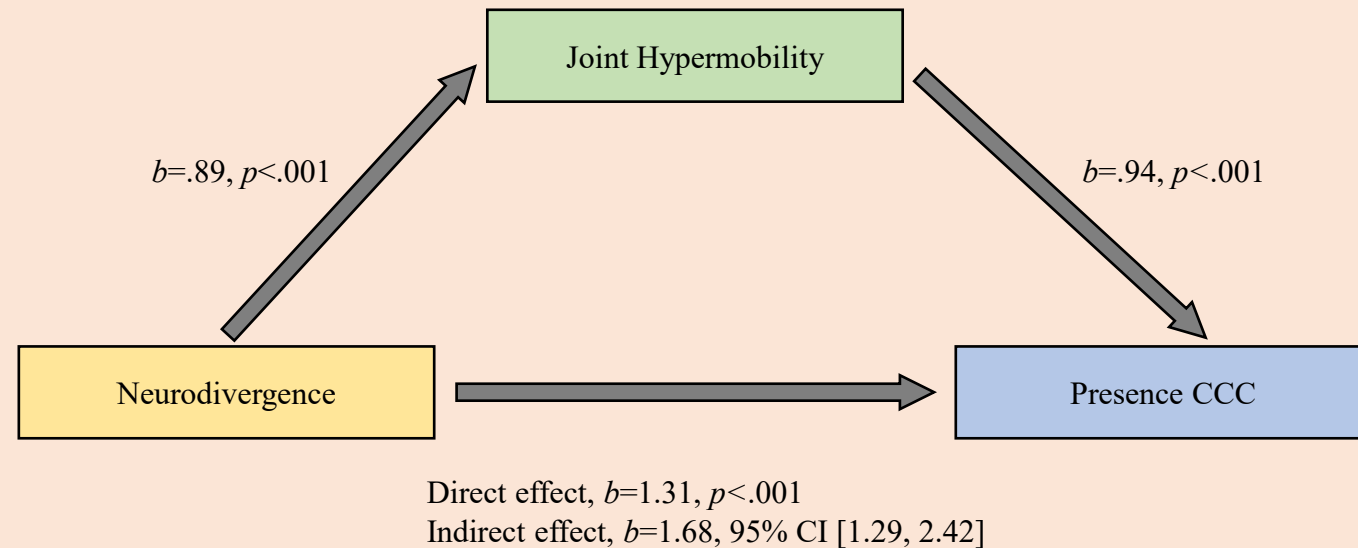 Joint Hypermobility
b=.89, p<.001
b=.94, p<.001
Neurodivergence
Presence CCC
Direct effect, b=1.31, p<.001
Indirect effect, b=1.68, 95% CI [1.29, 2.42]